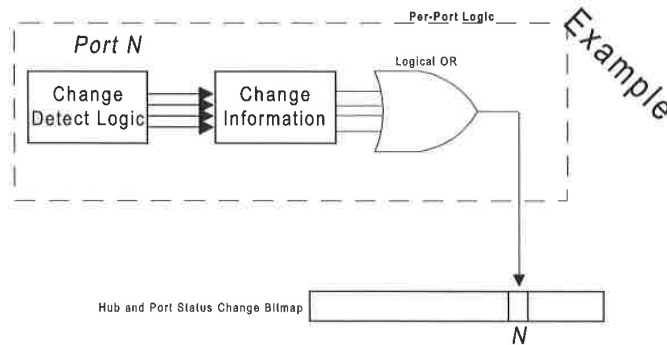 Per-Port Logic
Example
Port N
Logical OR
Change
Detect Logic
Change
Information
Hub and Port Status Change Bitmap
N